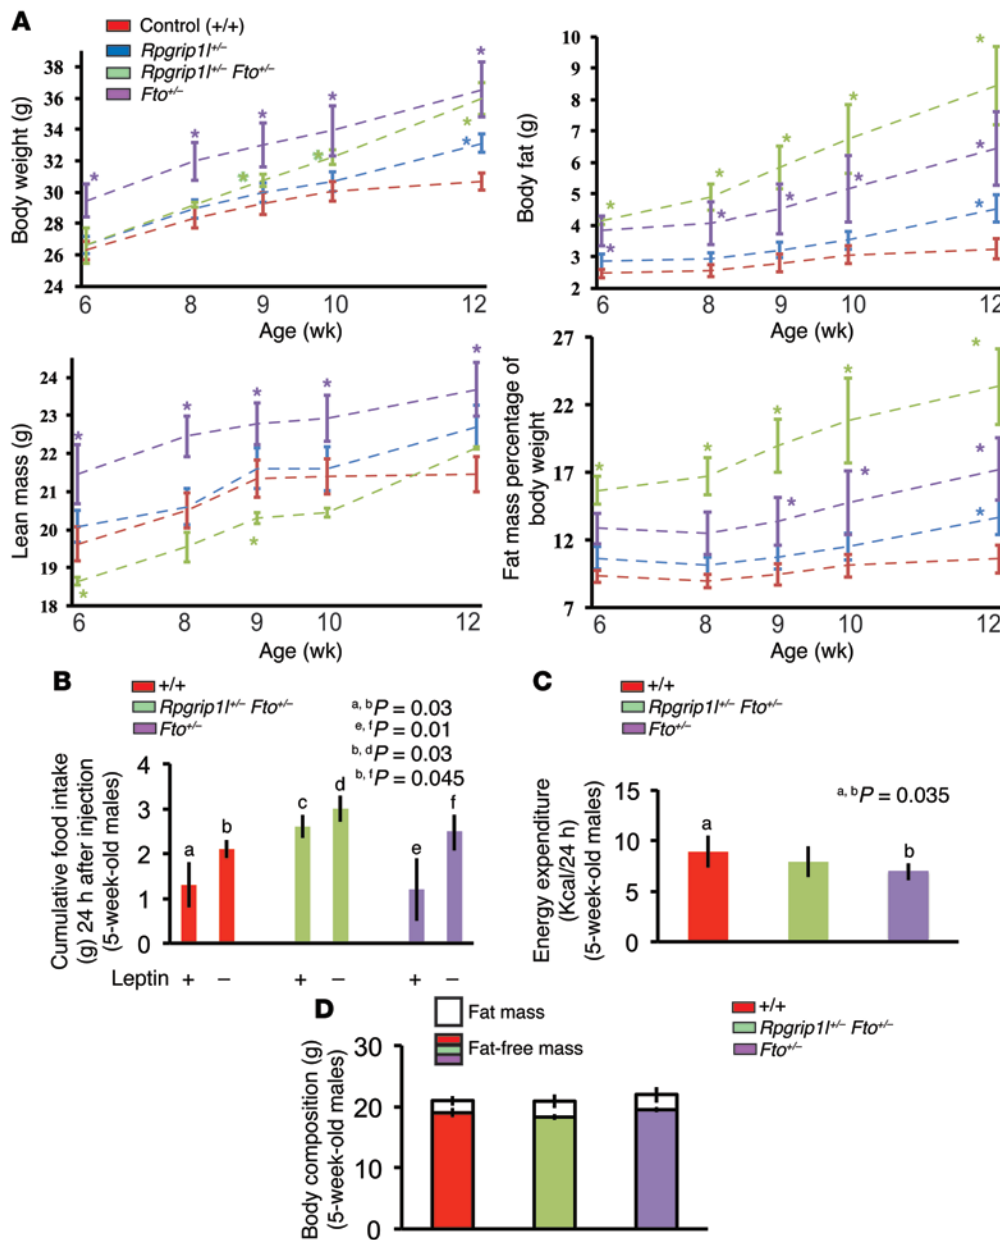 A
Control (+/+)
Rpgrip1l+/–
Rpgrip1l+/– Fto+/–
Fto+/–
Body weight (g)
38
36
34
32
30
28
26
24
6 8 9 10 12
Age (wk)
* * * * * * * * *
Body fat (g)
10
9
8
7
6
5
4
3
2
6 8 9 10 12
Age (wk)
* * * * * * * * * * *
Lean mass (g)
24
23
22
21
20
19
18
6 8 9 10 12
Age (wk)
* * * * * * *
Fat mass percentage of
body weight
27
22
17
12
7
6 8 9 10 12
Age (wk)
* * * * * * * * *
B
+/+
Rpgrip1l+/– Fto+/–
Fto+/–
a, bP = 0.03
e, fP = 0.01
b, dP = 0.03
b, fP = 0.045
Cumulative food intake
(g) 24 h after injection
(5-week-old males)
4
3
2
1
0
a b c d e f
Leptin + – + – + –
C
+/+
Rpgrip1l+/– Fto+/–
Fto+/–
a, bP = 0.035
Energy expenditure
(Kcal/24 h)
(5-week-old males)
15
10
5
0
a b
D
Fat mass
Fat-free mass
+/+
Rpgrip1l+/– Fto+/–
Fto+/–
Body composition (g)
(5-week-old males)
30
20
10
0